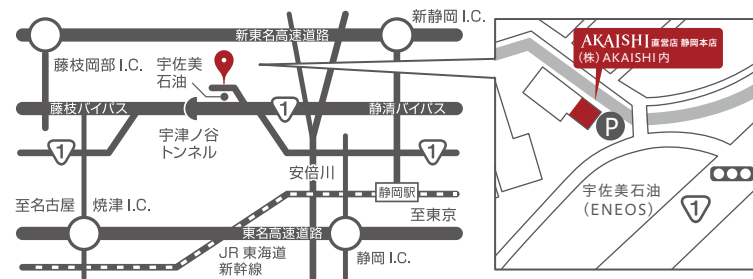 新静岡 I.C.
新東名高速道路
藤枝岡部 I.C.
宇佐美
石油
藤枝バイパス
1
静清バイパス
宇津ノ谷
トンネル
1
1
安倍川
静岡駅
至名古屋
焼津 I.C.
至東京
東名高速道路
JR 東海道
新幹線
静岡 I.C.
AKAISHI 直営店 静岡本店
(株) AKAISHI 内
P
宇佐美石油
(ENEOS)
1